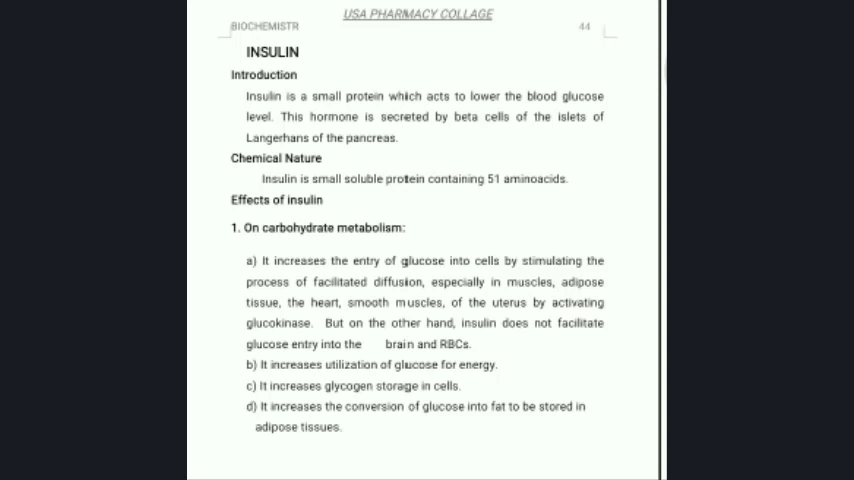 USA PHARMACY COLLAGE
BIOCHEMISTR 44
INSULIN
Introduction
Insulin is a small protein which acts to lower the blood glucose
level. This hormone is secreted by beta cells of the islets of
Langerhans of the pancreas.
Chemical Nature
Insulin is small soluble protein containing 51 aminoacids.
Effects of insulin
1. On carbohydrate metabolism:
a) It increases the entry of glucose into cells by stimulating the
process of facilitated diffusion, especially in muscles, adipose
tissue, the heart, smooth muscles, of the uterus by activating
glucokinase. But on the other hand, insulin does not facilitate
glucose entry into the brain and RBCs.
b) It increases utilization of glucose for energy.
c) It increases glycogen storage in cells.
d) It increases the conversion of glucose into fat to be stored in
adipose tissues.